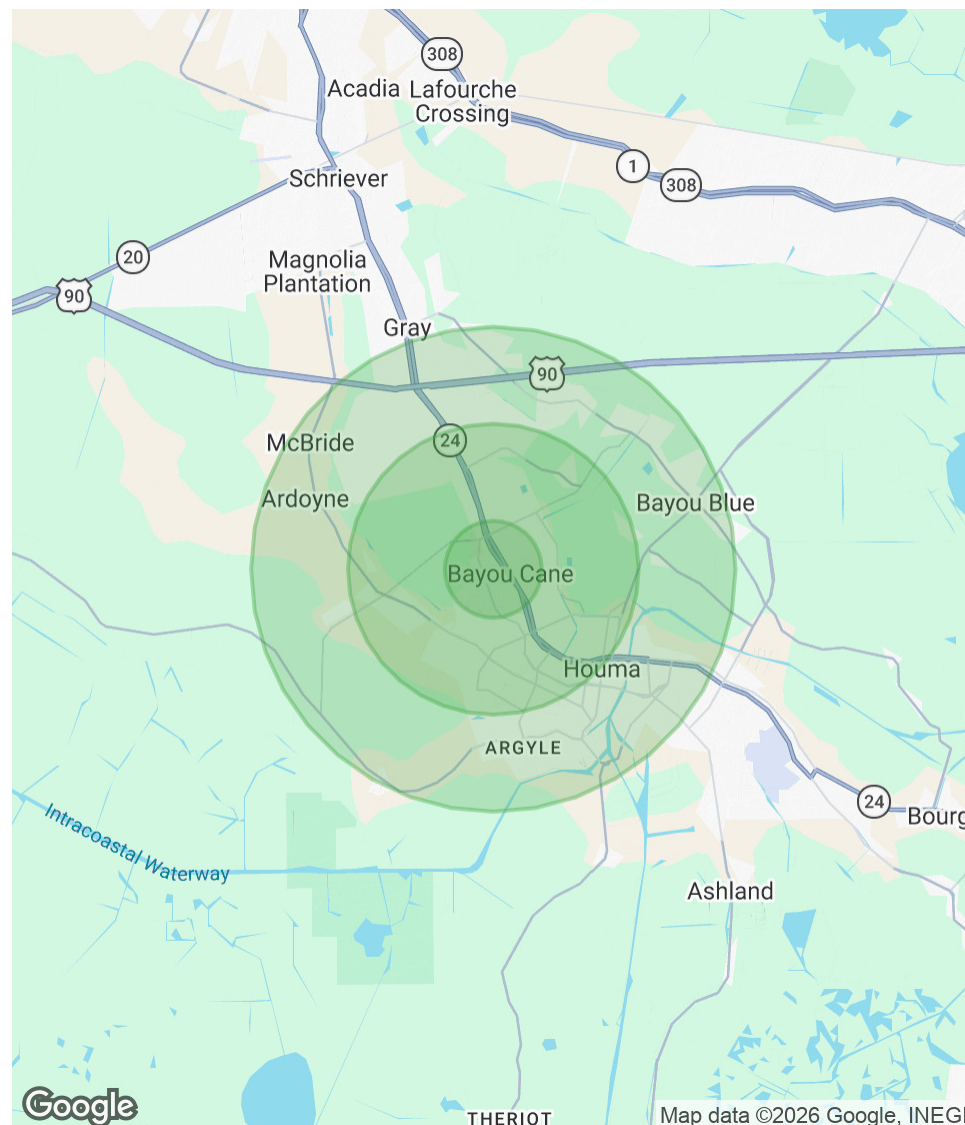 308
Acadia
Lafourche
Crossing
1
308
Schriever
20
Magnolia
Plantation
90
Gray
90
McBride
24
Ardoyne
Bayou Blue
Bayou Cane
Houma
ARGYLE
24
Intracoastal Waterway
Bourg
Ashland
Google
THERIOT
Map data ©2026 Google, INEGI